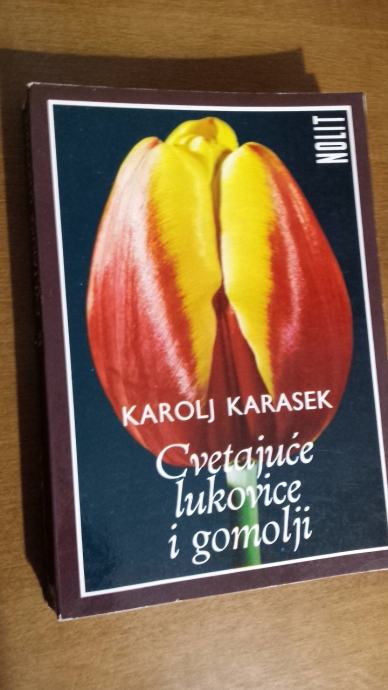 NOLIT
KAROLJ KARASEK
Cvetajuće
lukovice
i gomolji